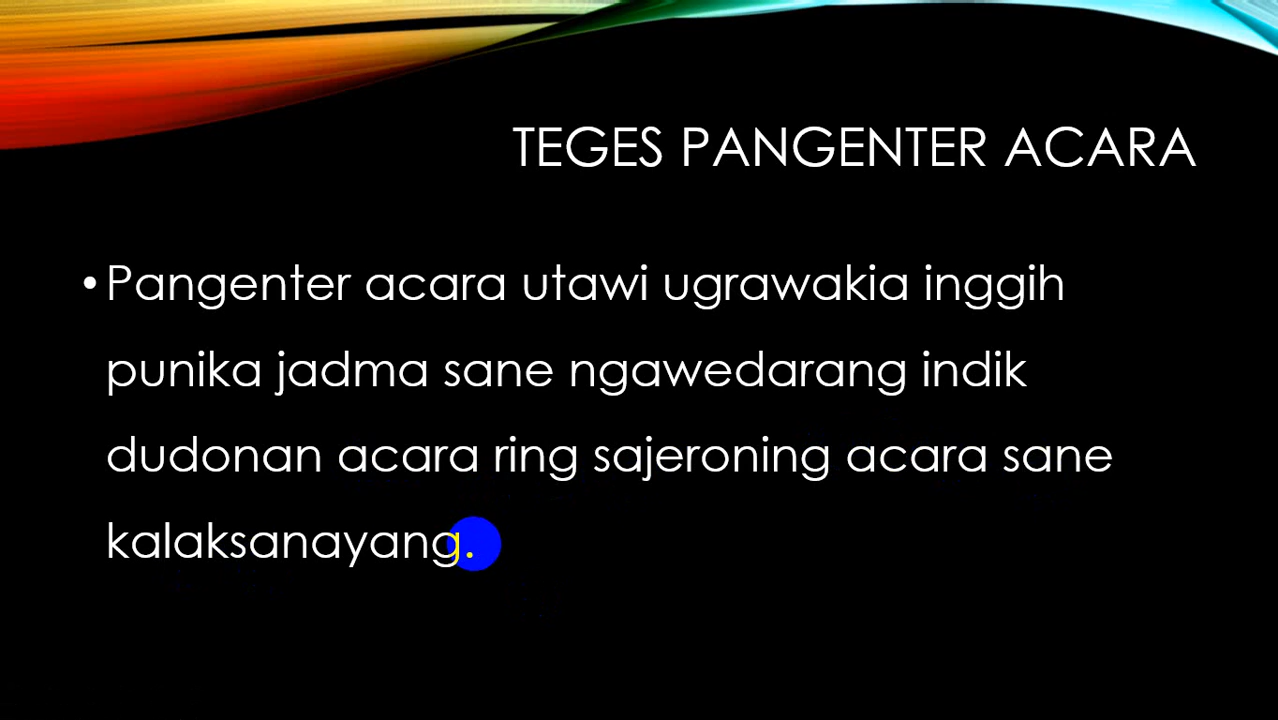 TEGES PANGENTER ACARA
• Pangenter acara utawi ugrawakia inggih
punika jadma sane ngawedarang indik
dudonan acara ring sajeroning acara sane
kalaksanayang.